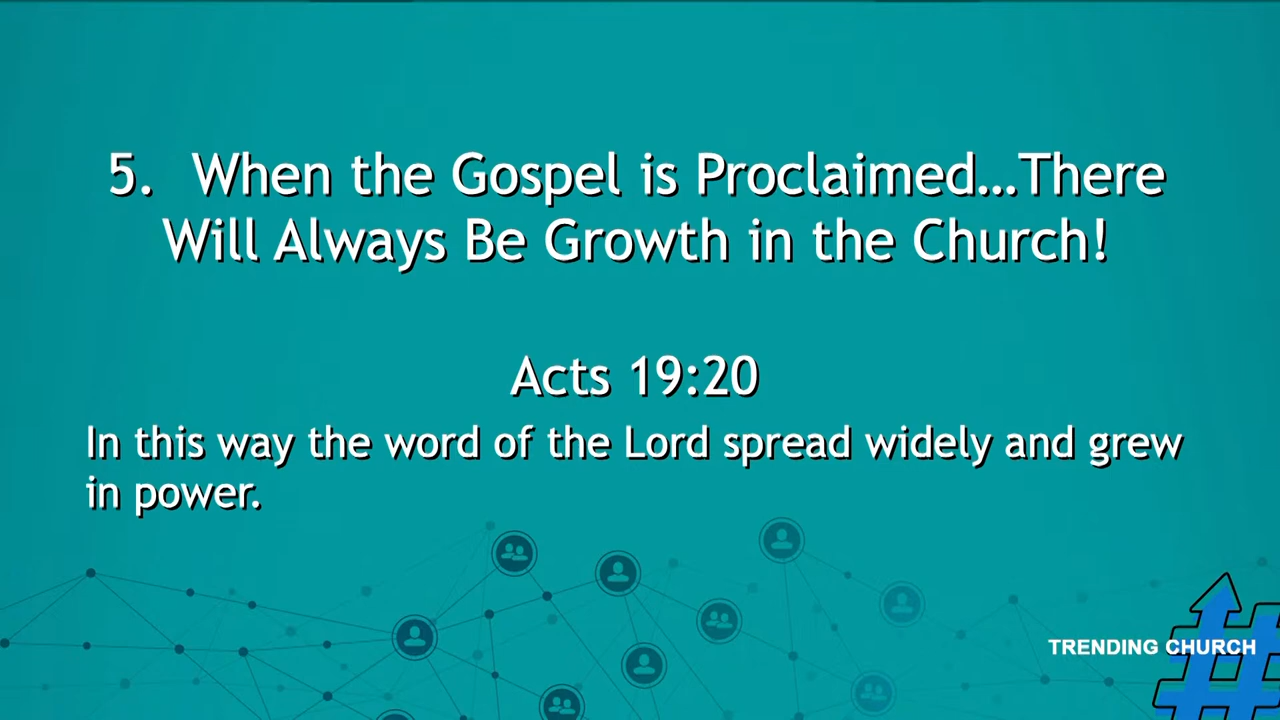 5. When the Gospel is Proclaimed...There
Will Always Be Growth in the Church!
Acts 19:20
In this way the word of the Lord spread widely and grew
in power.
TRENDING CHURCH